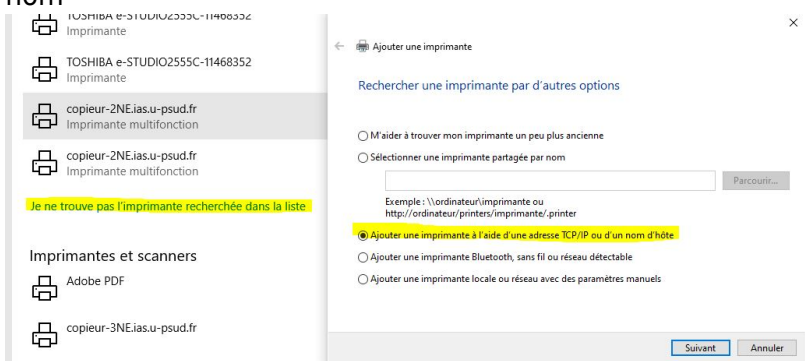 nom
TOSHIBA e-STUDIO2555C-11468352
Imprimante
TOSHIBA e-STUDIO2555C-11468352
Imprimante
copieur-2NE.ias.u-psud.fr
Imprimante multifonction
copieur-2NE.ias.u-psud.fr
Imprimante multifonction
Je ne trouve pas l'imprimante recherchée dans la liste
Imprimantes et scanners
Adobe PDF
copieur-3NE.ias.u-psud.fr
Ajouter une imprimante
Rechercher une imprimante par d'autres options
M'aider à trouver mon imprimante un peu plus ancienne
Sélectionner une imprimante partagée par nom
Parcourir...
Exemple : \\ordinateur\imprimante ou
http://ordinateur/printers/imprimante/.printer
Ajouter une imprimante à l'aide d'une adresse TCP/IP ou d'un nom d'hôte
Ajouter une imprimante Bluetooth, sans fil ou réseau détectable
Ajouter une imprimante locale ou réseau avec des paramètres manuels
Suivant
Annuler